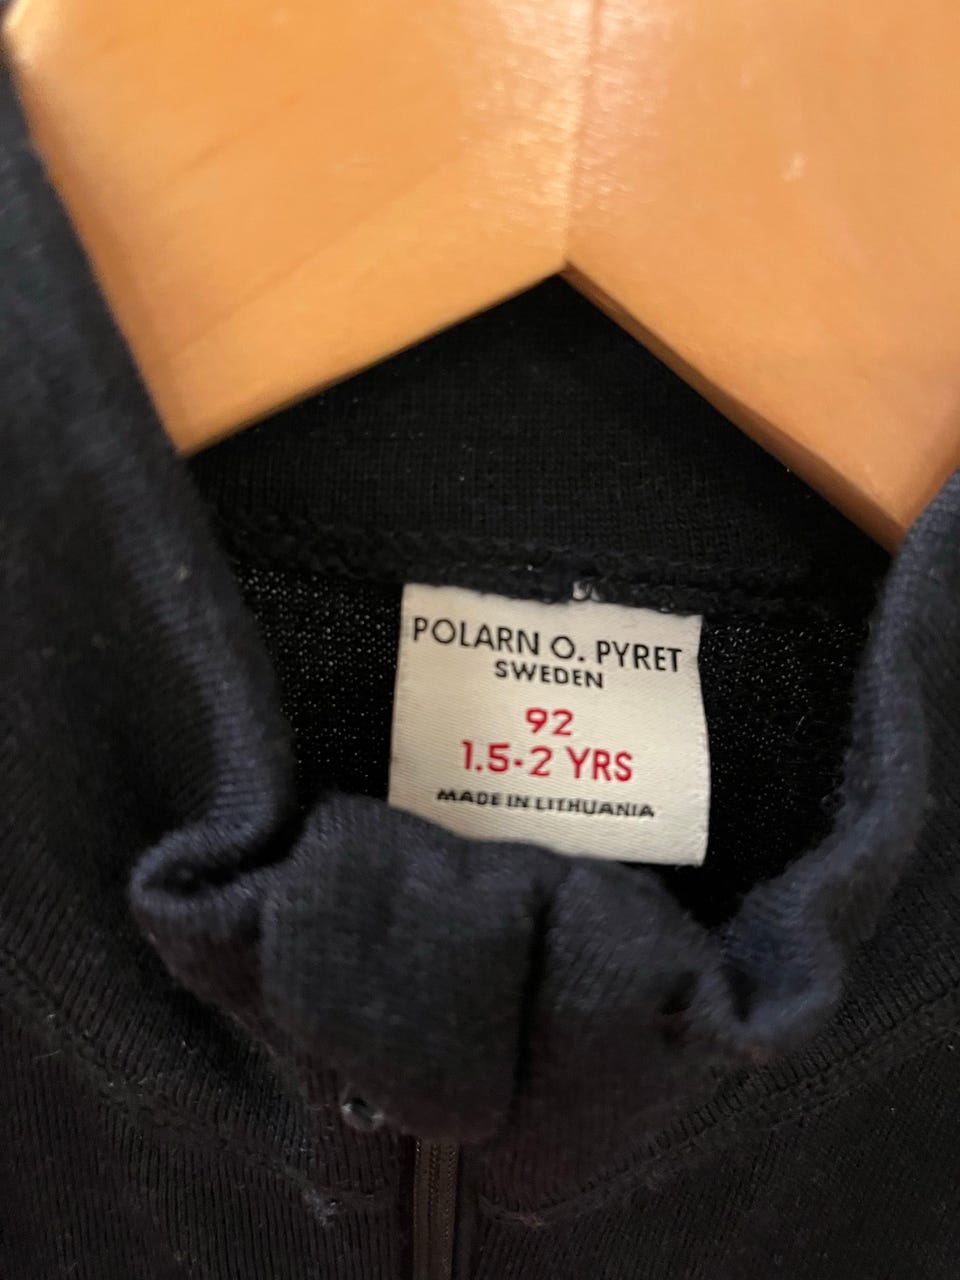 POLARN O. PYRET
SWEDEN
92
1.5-2 YRS
MADE IN LITHUANIA